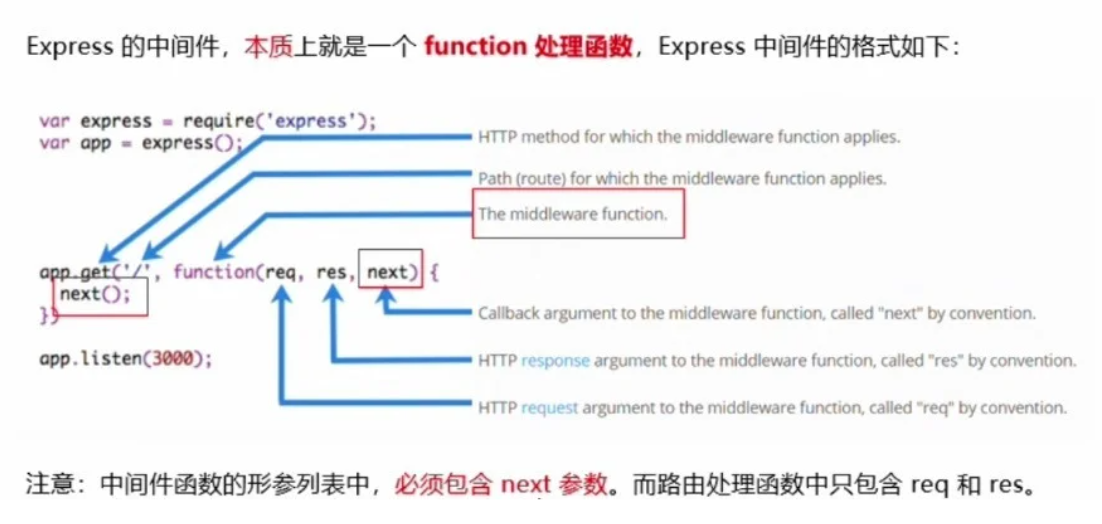 Express 的中间件，本质上就是一个 function 处理函数，Express 中间件的格式如下：
var express = require('express');
var app = express();
HTTP method for which the middleware function applies.
Path (route) for which the middleware function applies.
The middleware function.
app.get('/', function(req, res, next) {
next();
})
Callback argument to the middleware function, called "next" by convention.
app.listen(3000);
HTTP response argument to the middleware function, called "res" by convention.
HTTP request argument to the middleware function, called "req" by convention.
注意：中间件函数的形参列表中，必须包含 next 参数。而路由处理函数中只包含 req 和 res。